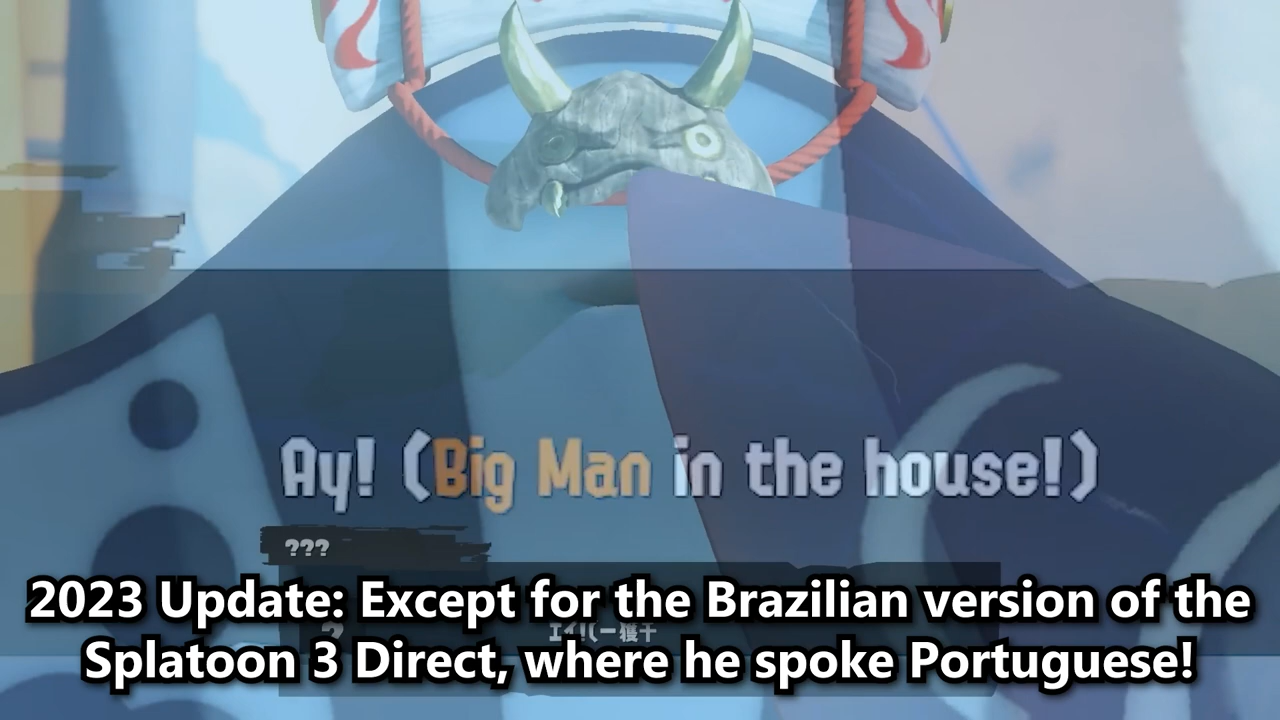 Ay! (Big Man in the house!)
???
2023 Update: Except for the Brazilian version of the
Splatoon 3 Direct, where he spoke Portuguese!